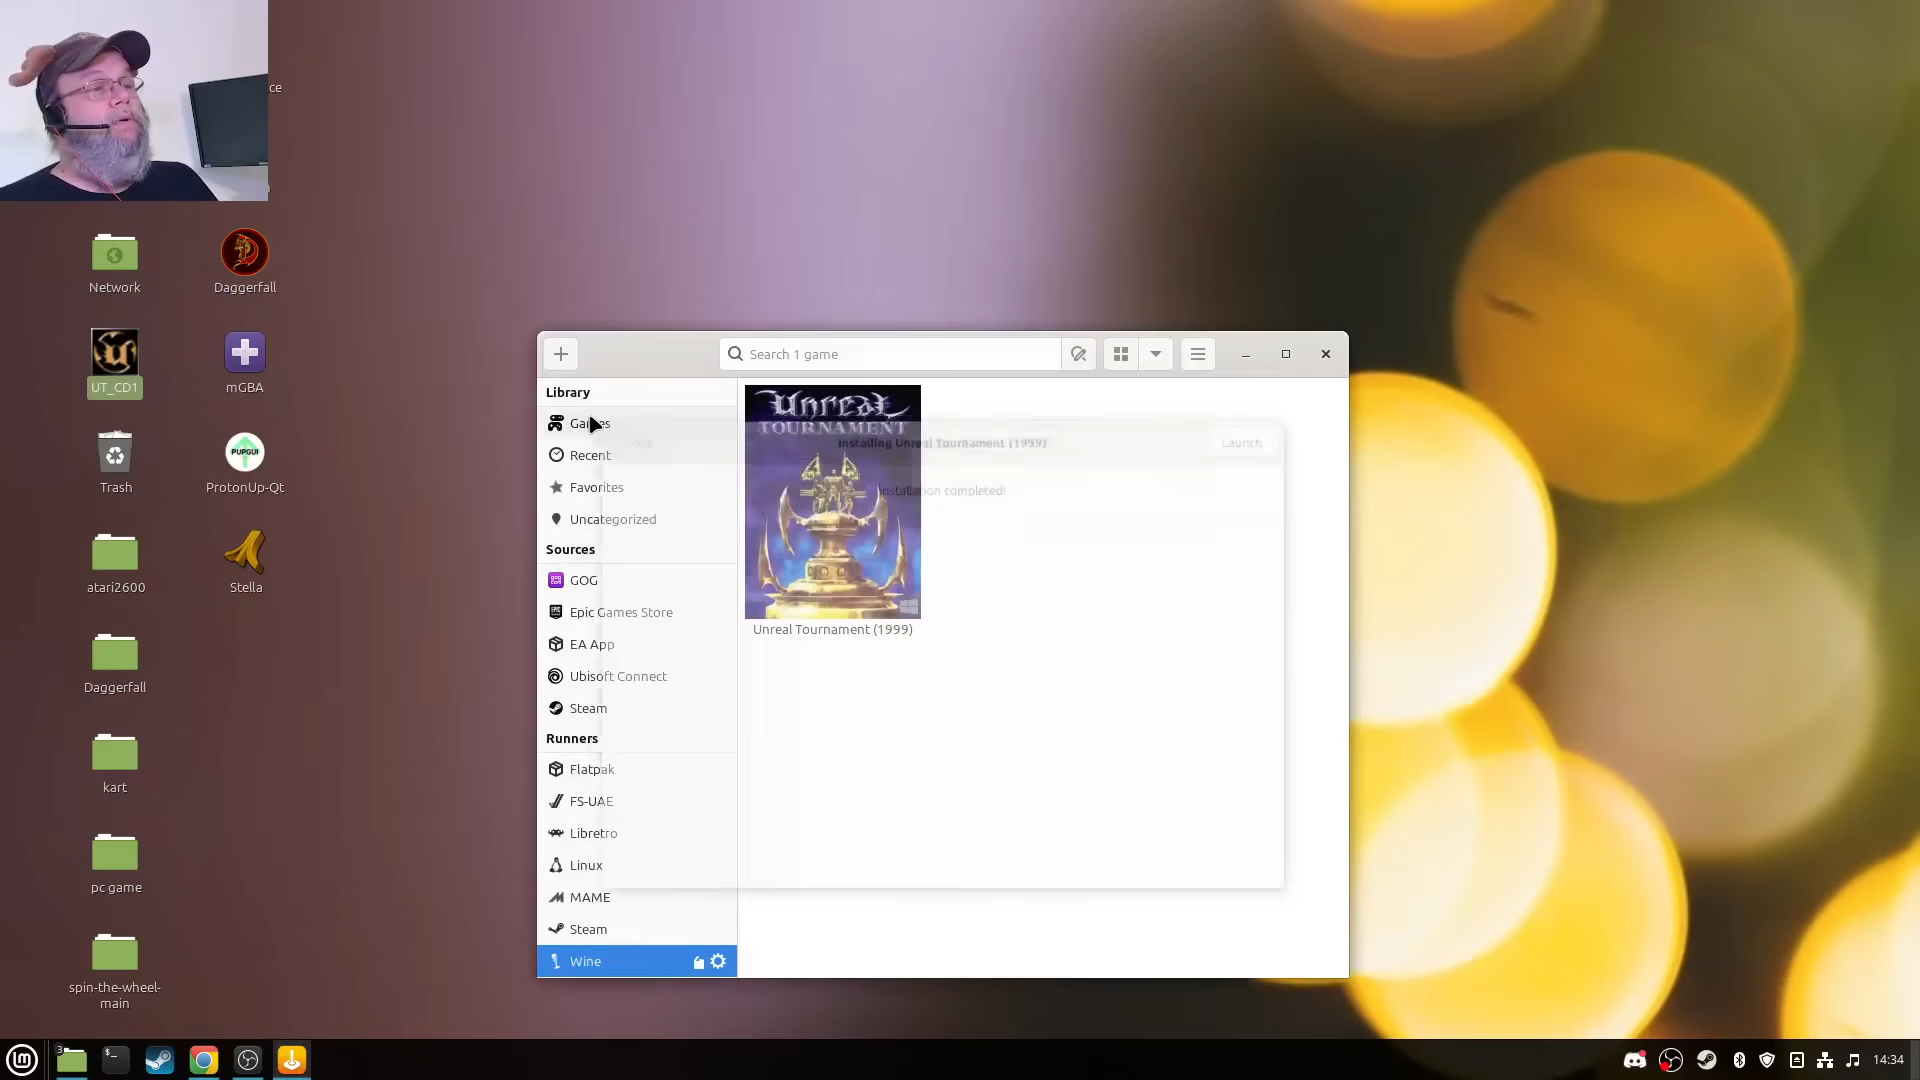 ce
Network
Daggerfall
UT_CD1
mGBA
Trash
PUPGUI
ProtonUp-Qt
atari2600
Stella
Daggerfall
kart
pc game
spin-the-wheel-
main
Search 1 game
Library
Games
Recent
Favorites
Uncategorized
Sources
GOG
Epic Games Store
EA App
Ubisoft Connect
Steam
Runners
Flatpak
FS-UAE
Libretro
Linux
MAME
Steam
Wine
Unreal
TOURNAMENT
Installing Unreal Tournament (1999)
Launch
Installation completed!
Unreal Tournament (1999)
3
14:34